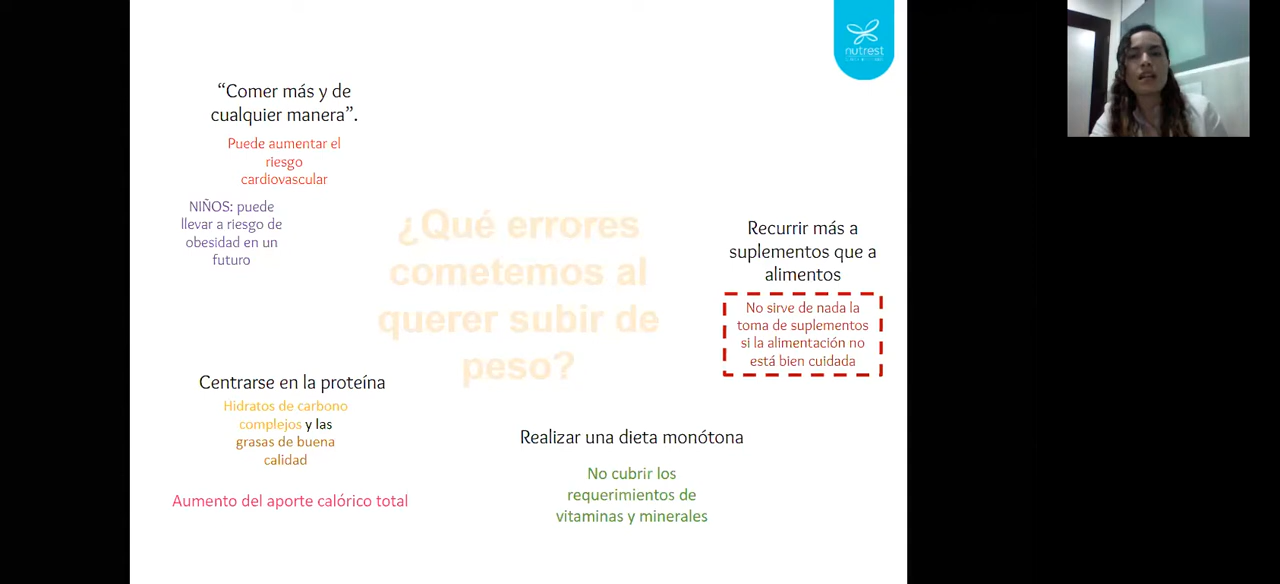 nutrest
“Comer más y de
cualquier manera”.
Puede aumentar el
riesgo
cardiovascular
NIÑOS: puede
llevar a riesgo de
obesidad en un
futuro
¿Qué errores
cometemos al
querer subir de
peso?
Recurrir más a
suplementos que a
alimentos
No sirve de nada la
toma de suplementos
si la alimentación no
está bien cuidada
Centrarse en la proteína
Hidratos de carbono
complejos y las
grasas de buena
calidad
Aumento del aporte calórico total
Realizar una dieta monótona
No cubrir los
requerimientos de
vitaminas y minerales